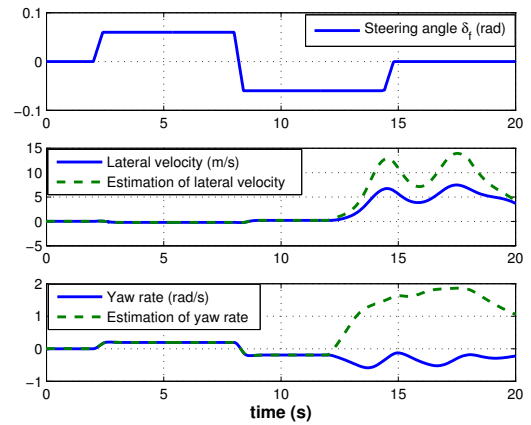 0.1
0
−0.1
Steering angle δf (rad)
0 5 10 15 20
15
10
5
0
−5
Lateral velocity (m/s)
Estimation of lateral velocity
0 5 10 15 20
2
1
0
−1
Yaw rate (rad/s)
Estimation of yaw rate
0 5 10 15 20
time (s)